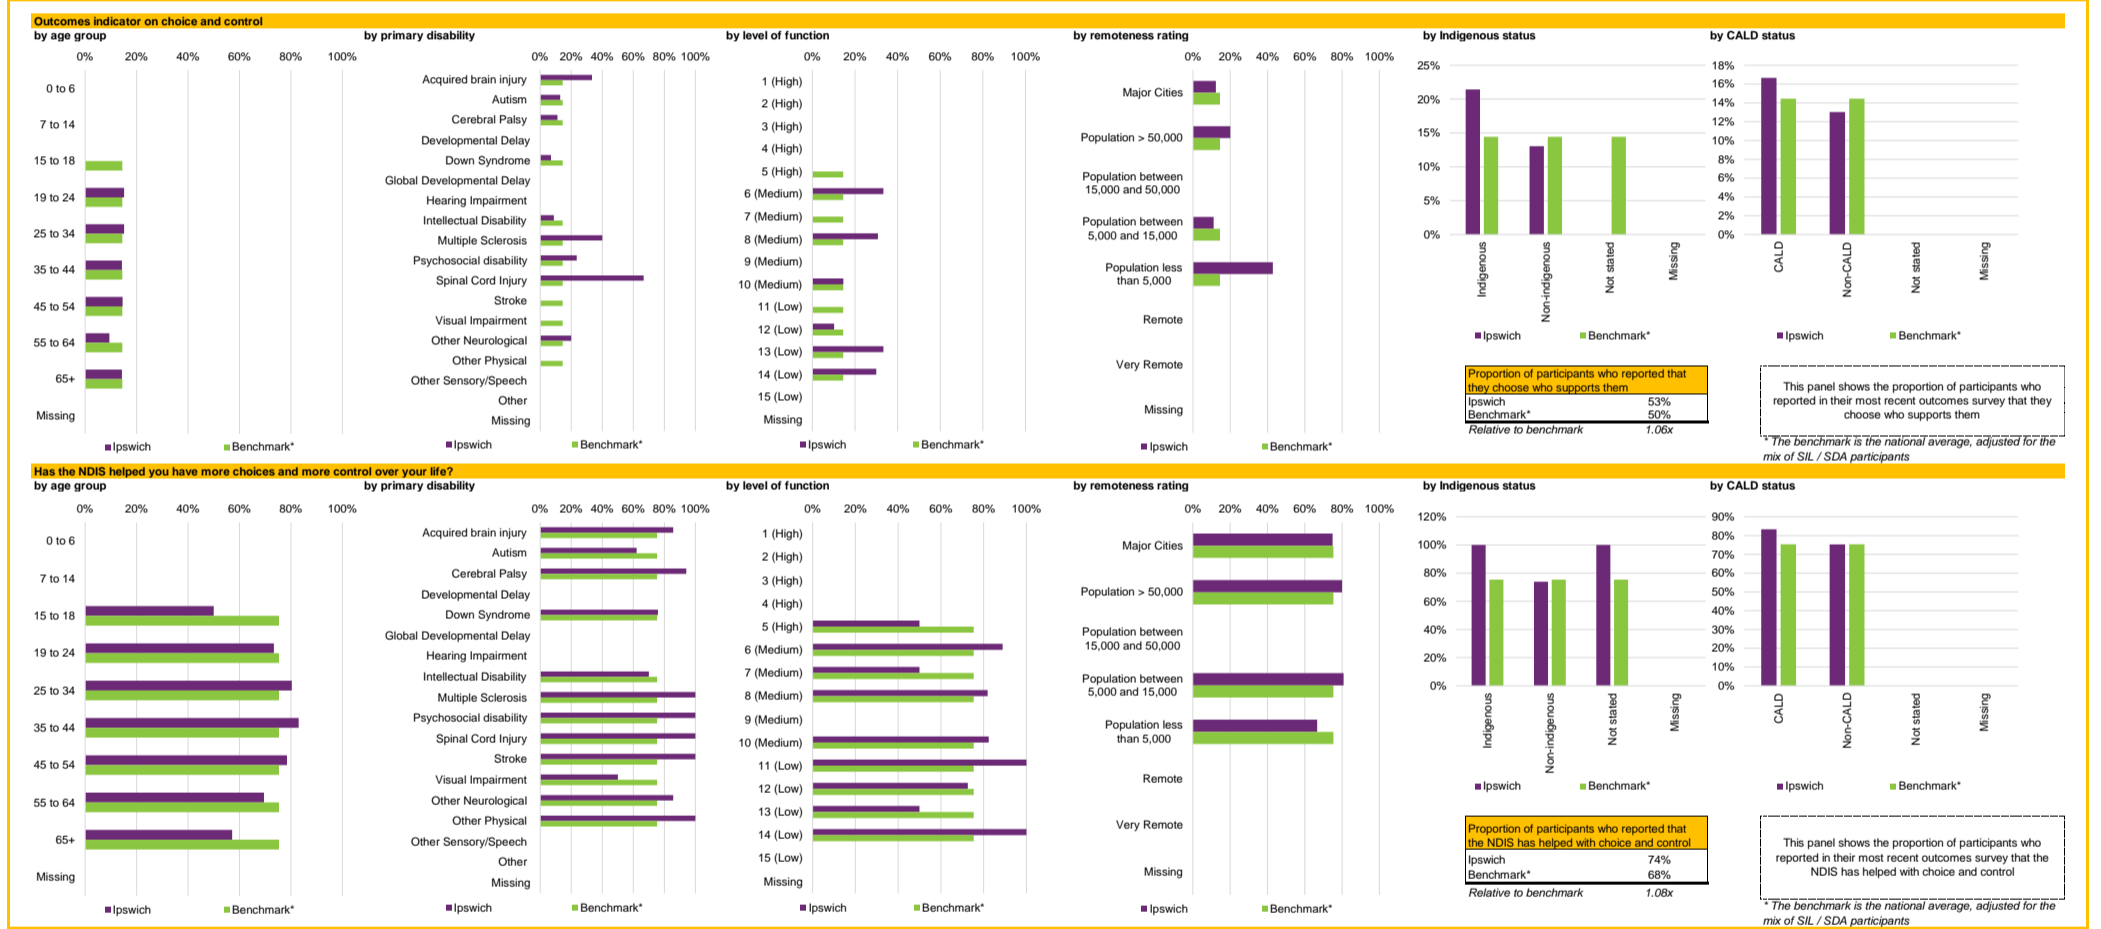 Outcomes indicator on choice and control
by age group
0% 20% 40% 60% 80% 100%
0 to 6
7 to 14
15 to 18
19 to 24
25 to 34
35 to 44
45 to 54
55 to 64
65+
Missing
Ipswich Benchmark*
by primary disability
0% 20% 40% 60% 80% 100%
Acquired brain injury
Autism
Cerebral Palsy
Developmental Delay
Down Syndrome
Global Developmental Delay
Hearing Impairment
Intellectual Disability
Multiple Sclerosis
Psychosocial disability
Spinal Cord Injury
Stroke
Visual Impairment
Other Neurological
Other Physical
Other Sensory/Speech
Other
Missing
Ipswich Benchmark*
by level of function
0% 20% 40% 60% 80% 100%
1 (High)
2 (High)
3 (High)
4 (High)
5 (High)
6 (Medium)
7 (Medium)
8 (Medium)
9 (Medium)
10 (Medium)
11 (Low)
12 (Low)
13 (Low)
14 (Low)
15 (Low)
Missing
Ipswich Benchmark*
by remoteness rating
0% 20% 40% 60% 80% 100%
Major Cities
Population > 50,000
Population between
15,000 and 50,000
Population between
5,000 and 15,000
Population less
than 5,000
Remote
Very Remote
Missing
Ipswich Benchmark*
by Indigenous status
25%
20%
15%
10%
5%
0%
Indigenous
Non-indigenous
Not stated
Missing
Ipswich Benchmark*
by CALD status
18%
16%
14%
12%
10%
8%
6%
4%
2%
0%
CALD
Non-CALD
Not stated
Missing
Ipswich Benchmark*
Proportion of participants who reported that
they choose who supports them
Ipswich 53%
Benchmark* 50%
Relative to benchmark 1.06x
This panel shows the proportion of participants who
reported in their most recent outcomes survey that they
choose who supports them
* The benchmark is the national average, adjusted for the
mix of SIL / SDA participants
Has the NDIS helped you have more choices and more control over your life?
by age group
0% 20% 40% 60% 80% 100%
0 to 6
7 to 14
15 to 18
19 to 24
25 to 34
35 to 44
45 to 54
55 to 64
65+
Missing
Ipswich Benchmark*
by primary disability
0% 20% 40% 60% 80% 100%
Acquired brain injury
Autism
Cerebral Palsy
Developmental Delay
Down Syndrome
Global Developmental Delay
Hearing Impairment
Intellectual Disability
Multiple Sclerosis
Psychosocial disability
Spinal Cord Injury
Stroke
Visual Impairment
Other Neurological
Other Physical
Other Sensory/Speech
Other
Missing
Ipswich Benchmark*
by level of function
0% 20% 40% 60% 80% 100%
1 (High)
2 (High)
3 (High)
4 (High)
5 (High)
6 (Medium)
7 (Medium)
8 (Medium)
9 (Medium)
10 (Medium)
11 (Low)
12 (Low)
13 (Low)
14 (Low)
15 (Low)
Missing
Ipswich Benchmark*
by remoteness rating
0% 20% 40% 60% 80% 100%
Major Cities
Population > 50,000
Population between
15,000 and 50,000
Population between
5,000 and 15,000
Population less
than 5,000
Remote
Very Remote
Missing
Ipswich Benchmark*
by Indigenous status
120%
100%
80%
60%
40%
20%
0%
Indigenous
Non-indigenous
Not stated
Missing
Ipswich Benchmark*
by CALD status
90%
80%
70%
60%
50%
40%
30%
20%
10%
0%
CALD
Non-CALD
Not stated
Missing
Ipswich Benchmark*
Proportion of participants who reported that
the NDIS has helped with choice and control
Ipswich 74%
Benchmark* 68%
Relative to benchmark 1.08x
This panel shows the proportion of participants who
reported in their most recent outcomes survey that the
NDIS has helped with choice and control
* The benchmark is the national average, adjusted for the
mix of SIL / SDA participants